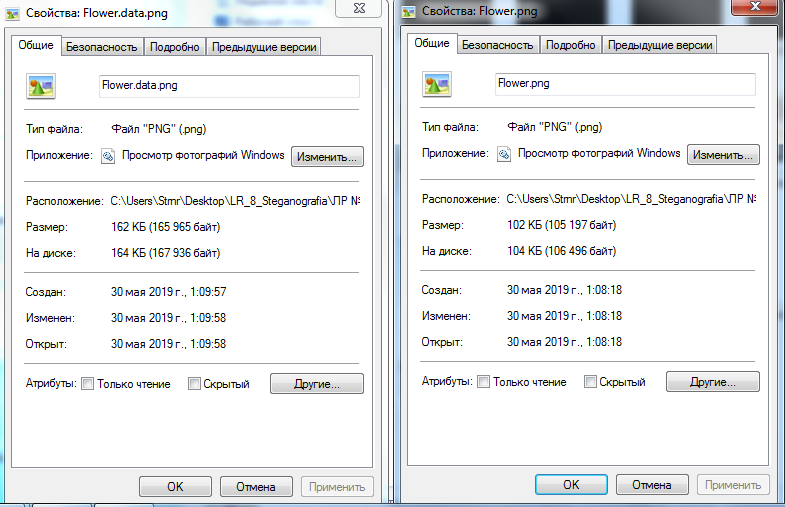 Свойства: Flower.data.png
Общие Безопасность Подробно Предыдущие версии
Flower.data.png
Тип файла: Файл "PNG" (.png)
Приложение: Просмотр фотографий Windows Изменить...
Расположение: C:\Users\Strnr\Desktop\LR_8_Steganografia\ПР №
Размер: 162 КБ (165 965 байт)
На диске: 164 КБ (167 936 байт)
Создан: 30 мая 2019 г., 1:09:57
Изменен: 30 мая 2019 г., 1:09:58
Открыт: 30 мая 2019 г., 1:09:58
Атрибуты: Только чтение Скрытый Другие...
OK Отмена Применить
Свойства: Flower.png
Общие Безопасность Подробно Предыдущие версии
Flower.png
Тип файла: Файл "PNG" (.png)
Приложение: Просмотр фотографий Windows Изменить...
Расположение: C:\Users\Strnr\Desktop\LR_8_Steganografia\ПР №
Размер: 102 КБ (105 197 байт)
На диске: 104 КБ (106 496 байт)
Создан: 30 мая 2019 г., 1:08:18
Изменен: 30 мая 2019 г., 1:08:18
Открыт: 30 мая 2019 г., 1:08:18
Атрибуты: Только чтение Скрытый Другие...
OK Отмена Применить